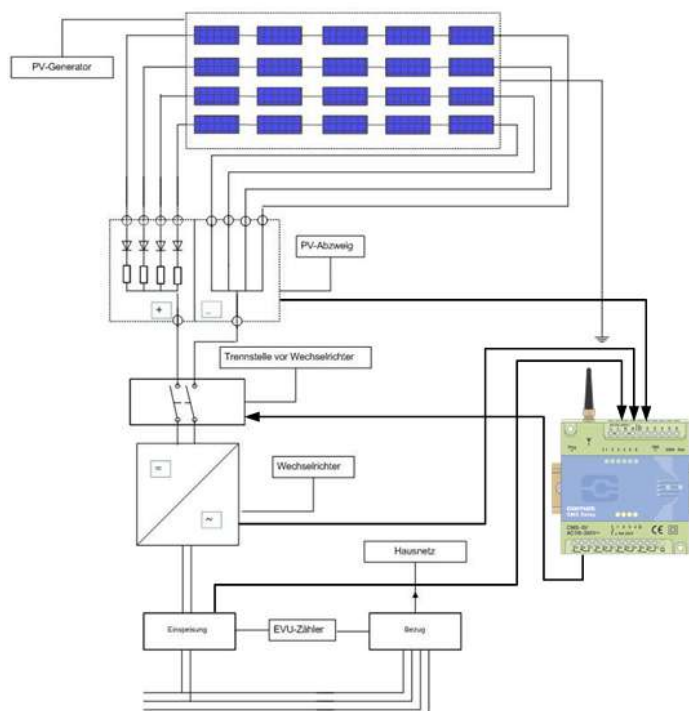 PV-Generator
PV-Abzweig
+
_
Trennstelle vor Wechselrichter
=
~
Wechselrichter
Hausnetz
Einspeisung
EVU-Zähler
Bezug
CE